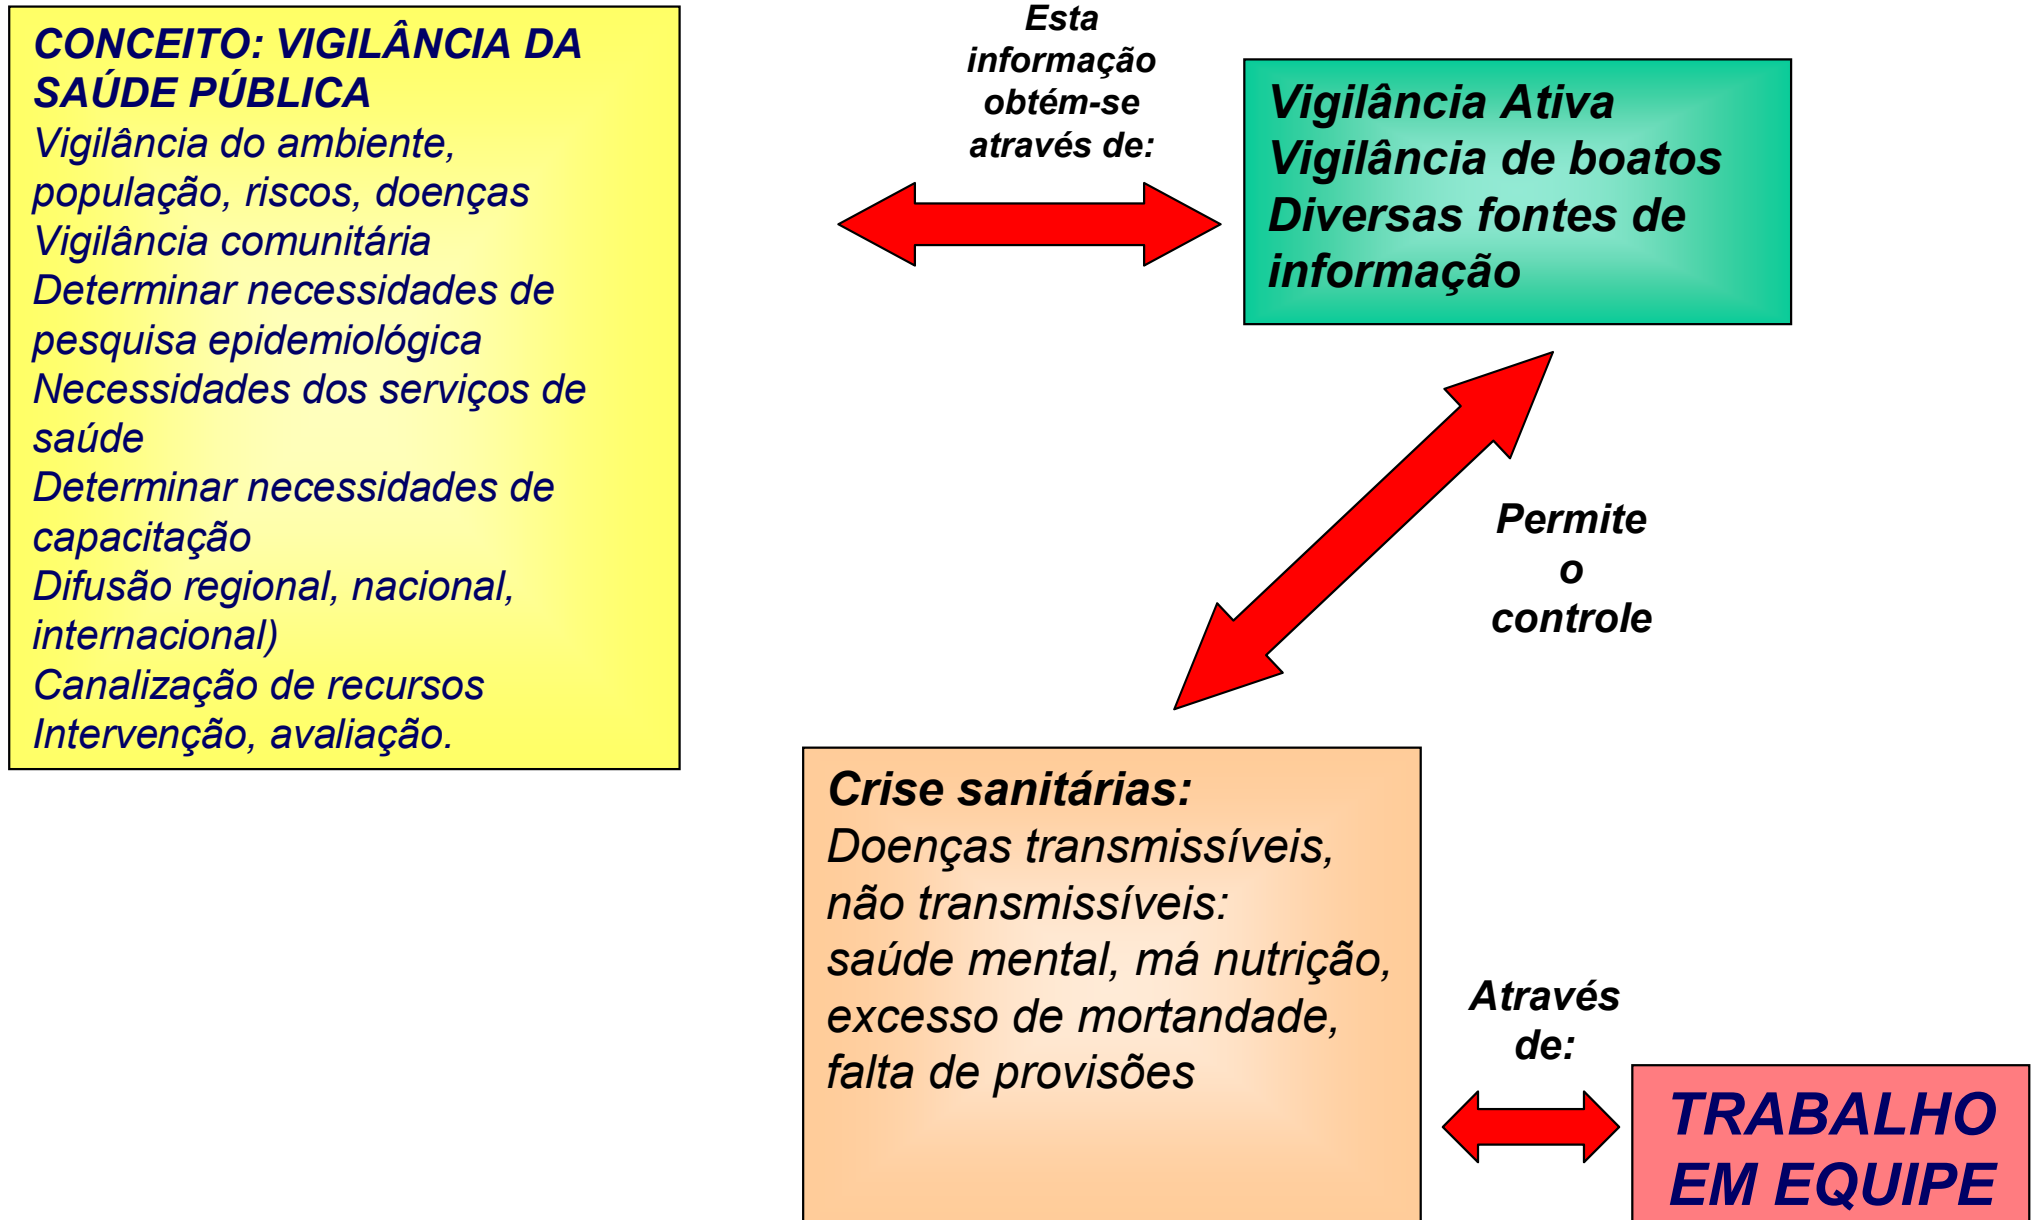 CONCEITO: VIGILÂNCIA DA
SAÚDE PÚBLICA
Vigilância do ambiente,
população, riscos, doenças
Vigilância comunitária
Determinar necessidades de
pesquisa epidemiológica
Necessidades dos serviços de
saúde
Determinar necessidades de
capacitação
Difusão regional, nacional,
internacional)
Canalização de recursos
Intervenção, avaliação.
Esta
informação
obtém-se
através de:
Vigilância Ativa
Vigilância de boatos
Diversas fontes de
informação
Permite
o
controle
Crise sanitárias:
Doenças transmissíveis,
não transmissíveis:
saúde mental, má nutrição,
excesso de mortandade,
falta de provisões
Através
de:
TRABALHO
EM EQUIPE